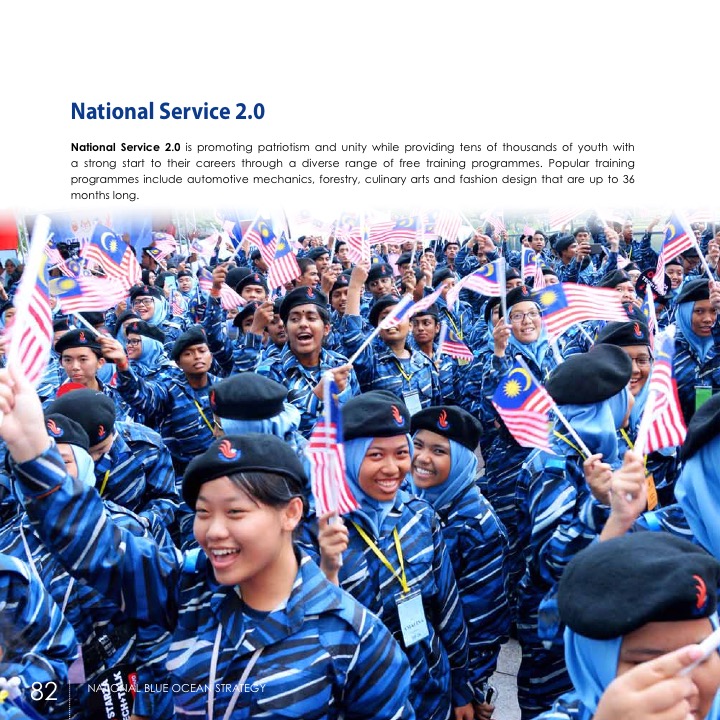 National Service 2.0
National Service 2.0 is promoting patriotism and unity while providing tens of thousands of youth with
a strong start to their careers through a diverse range of free training programmes. Popular training
programmes include automotive mechanics, forestry, culinary arts and fashion design that are up to 36
months long.
82
NATIONAL BLUE OCEAN STRATEGY